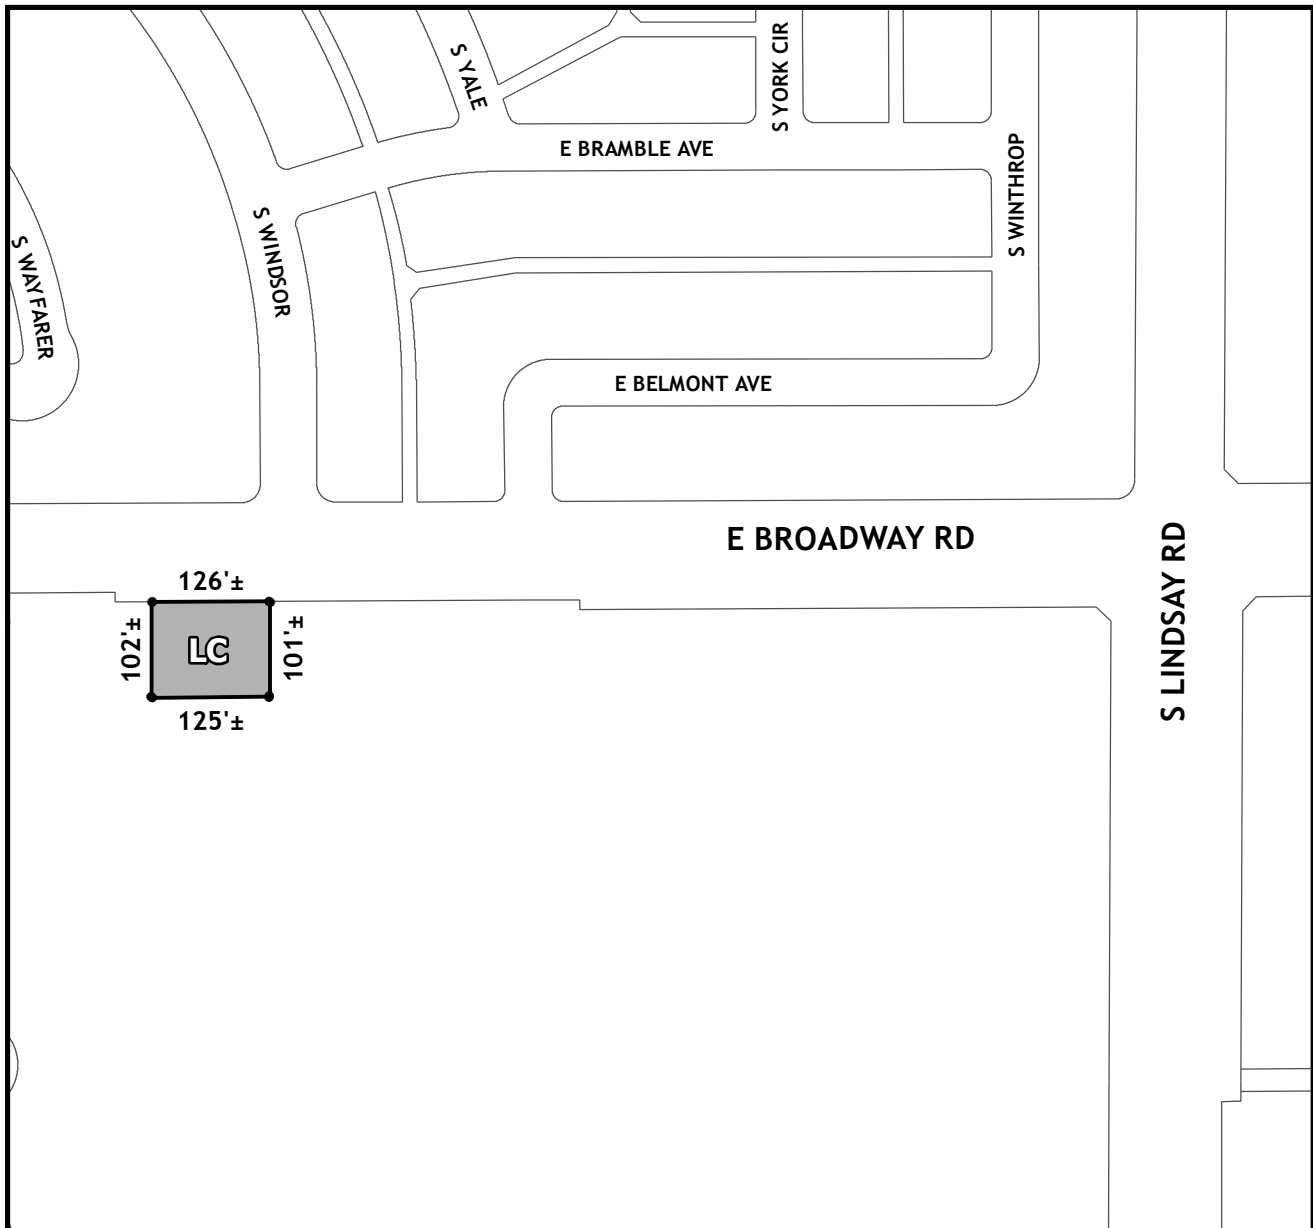 S YALE
S YORK CIR
E BRAMBLE AVE
S WINTHROP
S WINDSOR
S WAYFARER
E BELMONT AVE
E BROADWAY RD
S LINDSAY RD
126'±
102'±
LC
101'±
125'±